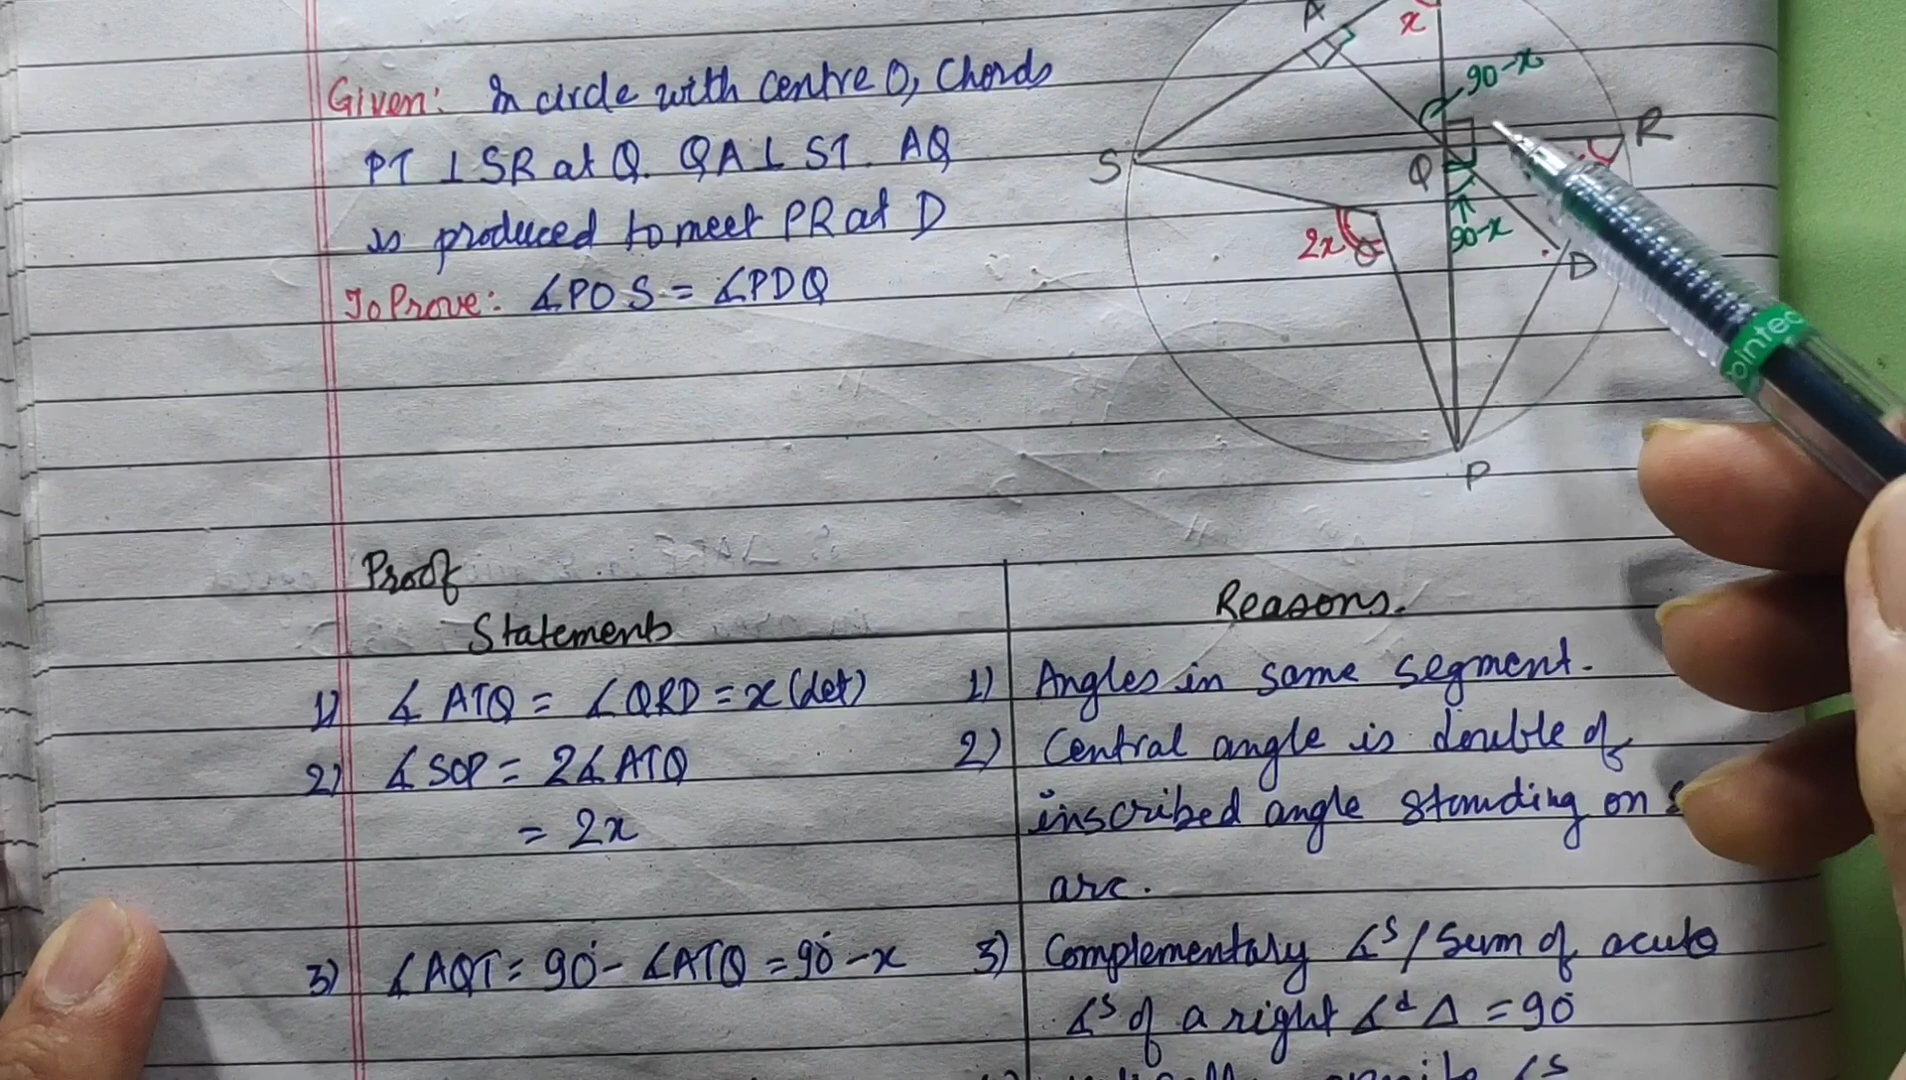 Given: In circle with centre O, Chords
PT ⊥ SR at Q. QA ⊥ ST. AQ
is produced to meet PR at D
To Prove: ∡POS = ∡PDQ
A
x
90-x
S
R
Q
2x
O
90-x
D
P
pointec
Proof
Statements
Reasons.
1) ∡ATQ = ∡QRD = x (let)
1) Angles in same segment.
2) ∡SOP = 2∡ATQ
= 2x
2) Central angle is double of
inscribed angle standing on
arc.
3) ∡AQT = 90° - ∡ATQ = 90° - x
3) Complementary ∡s / Sum of acute
∡s of a right ∡d Δ = 90°